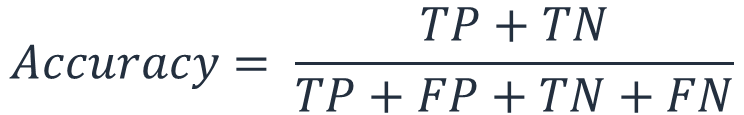 TP + TN
Accuracy =
TP + FP + TN + FN